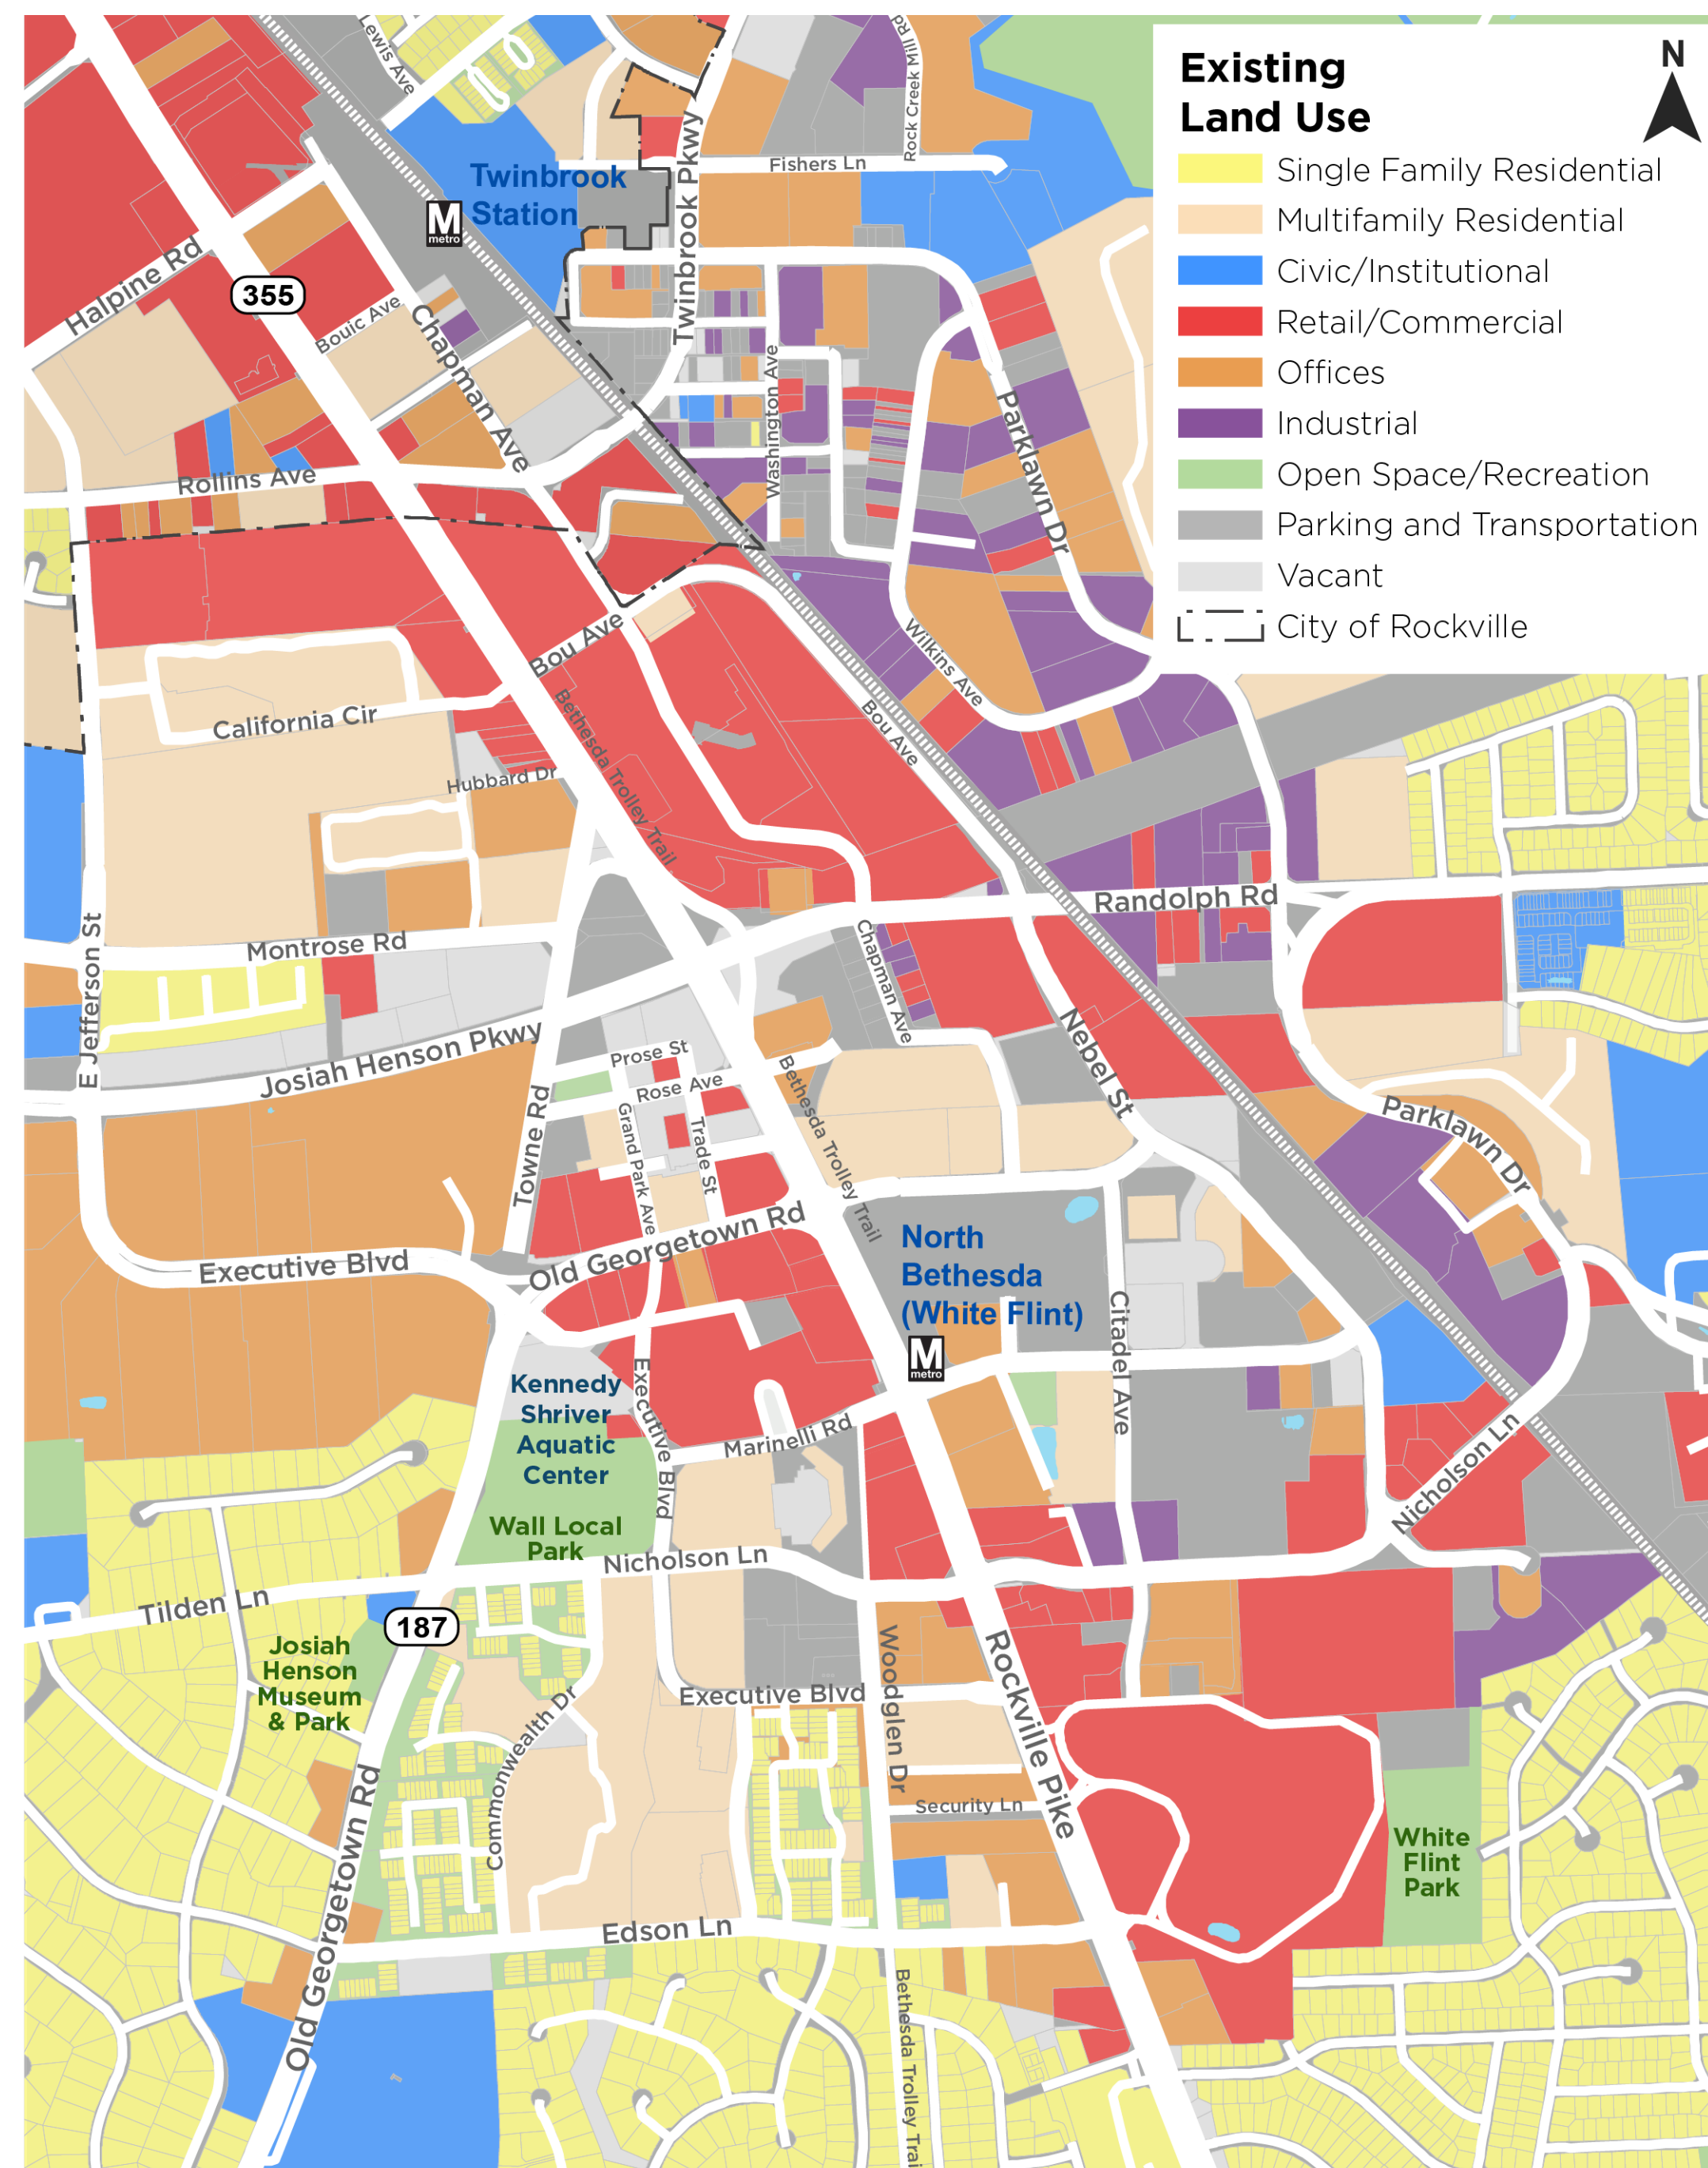 Existing
Land Use
N
Single Family Residential
Multifamily Residential
Civic/Institutional
Retail/Commercial
Offices
Industrial
Open Space/Recreation
Parking and Transportation
Vacant
City of Rockville
Lewis Ave
Rock Creek Mill Rd
Twinbrook Pkwy
Fishers Ln
Twinbrook
Station
M
metro
Halpine Rd
355
Bouic Ave
Chapman Ave
Washington Ave
Parklawn Dr
Rollins Ave
Bou Ave
Wilkins Ave
California Cir
Bethesda Trolley Trail
Bou Ave
Hubbard Dr
Randolph Rd
Montrose Rd
E Jefferson St
Chapman Ave
Nebel St
Josiah Henson Pkwy
Prose St
Rose Ave
Towne Rd
Grand Park Ave
Trade St
Bethesda Trolley Trail
Parklawn Dr
Old Georgetown Rd
Executive Blvd
North
Bethesda
(White Flint)
M
metro
Citadel Ave
Kennedy
Shriver
Aquatic
Center
Executive Blvd
Marinelli Rd
Nicholson Ln
Wall Local
Park
Nicholson Ln
Tilden Ln
187
Josiah
Henson
Museum
& Park
Commonwealth Dr
Executive Blvd
Woodglen Dr
Rockville Pike
Security Ln
White
Flint
Park
Old Georgetown Rd
Edson Ln
Bethesda Trolley Trai